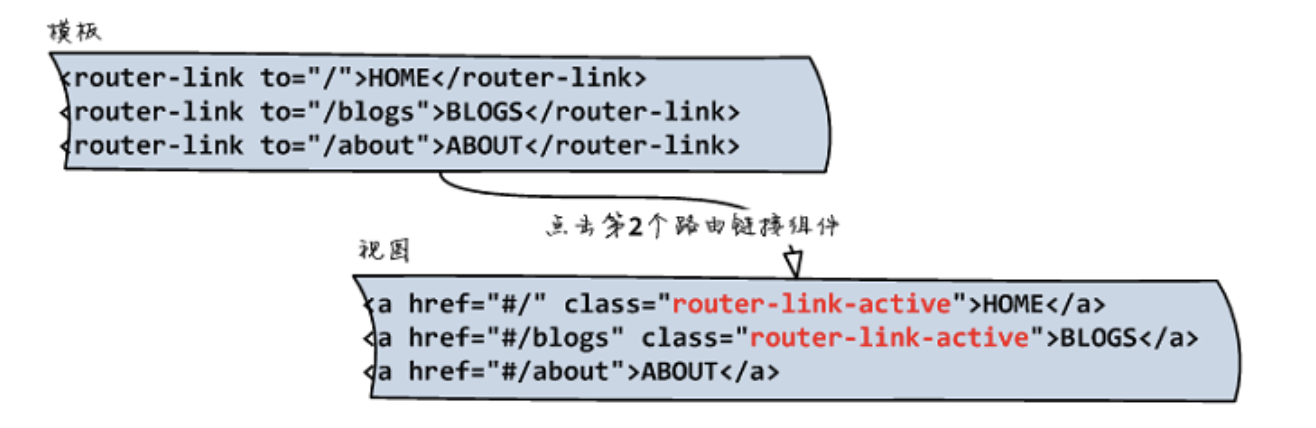 模板
<router-link to="/">HOME</router-link>
<router-link to="/blogs">BLOGS</router-link>
<router-link to="/about">ABOUT</router-link>
点击第2个路由链接组件
视图
<a href="#/" class="router-link-active">HOME</a>
<a href="#/blogs" class="router-link-active">BLOGS</a>
<a href="#/about">ABOUT</a>